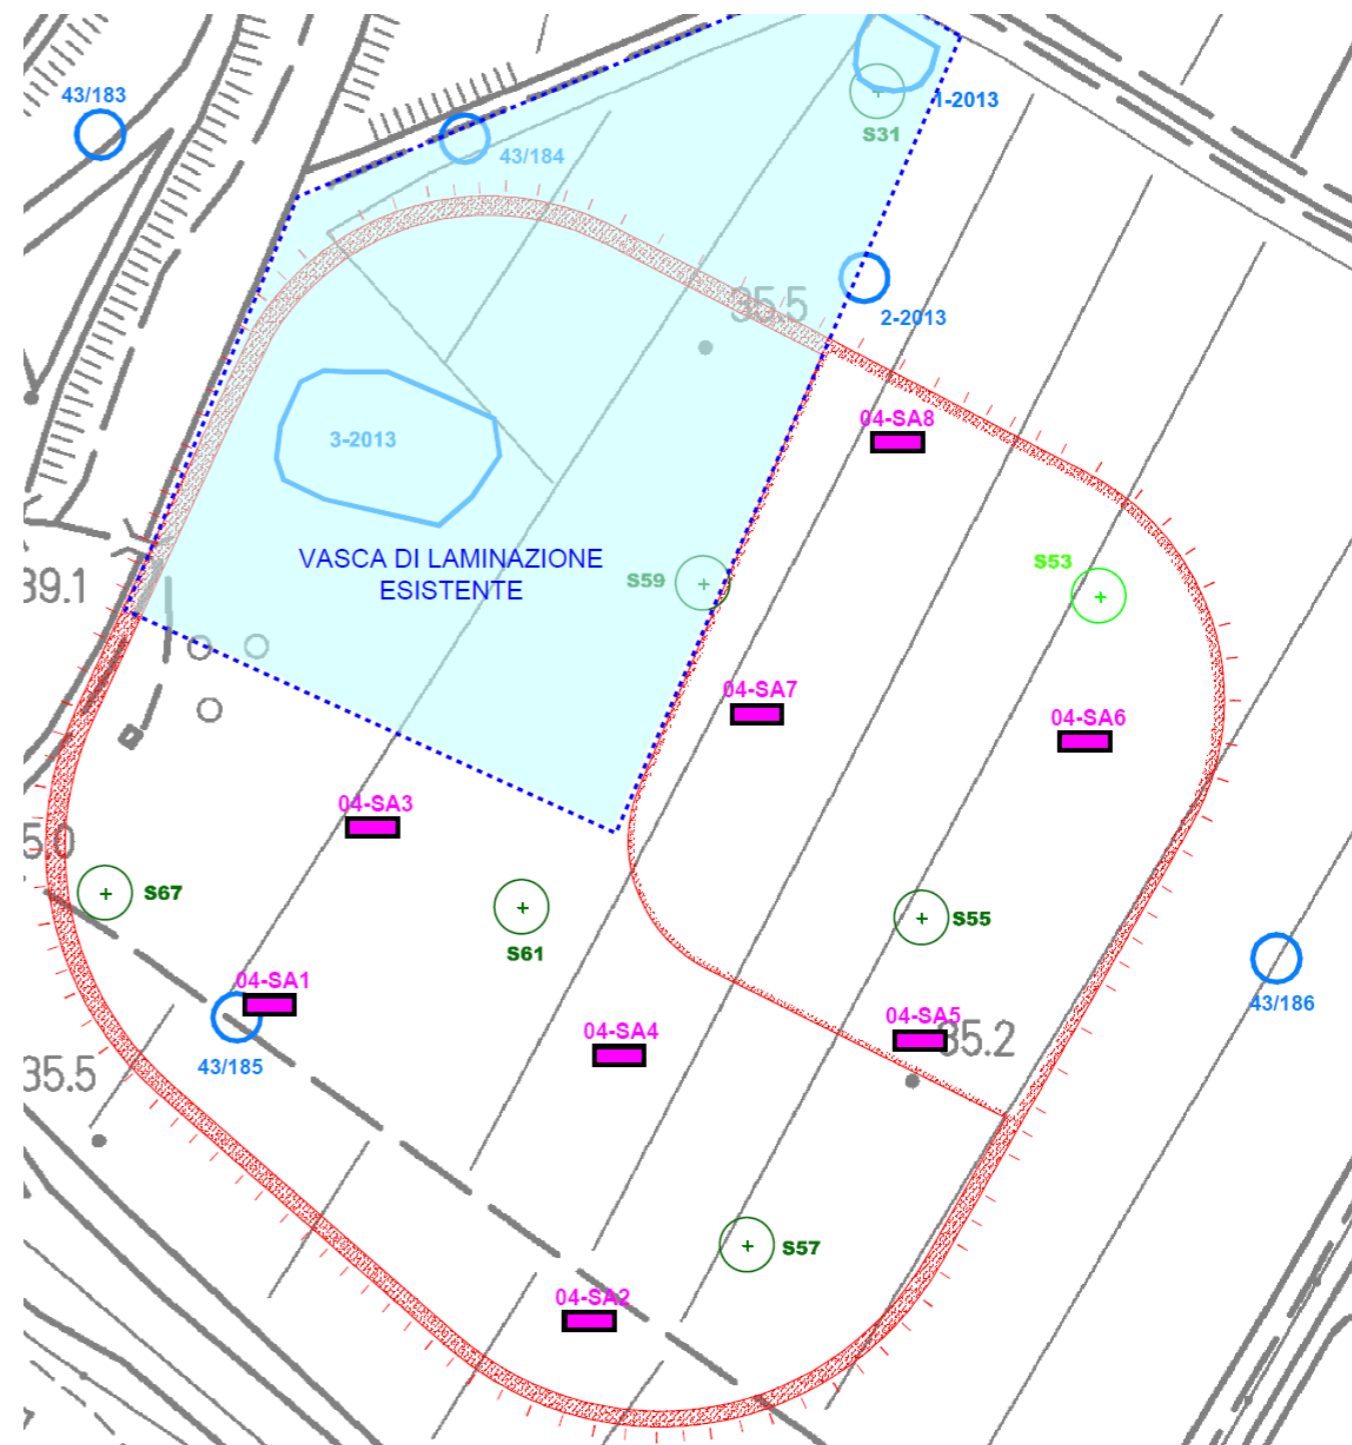 43/183
1-2013
S31
43/184
35.5
2-2013
04-SA8
3-2013
VASCA DI LAMINAZIONE
ESISTENTE
S53
S59
39.1
04-SA7
04-SA6
04-SA3
5.0
S67
S55
S61
04-SA1
43/186
04-SA5
04-SA4
35.2
43/185
35.5
S57
04-SA2